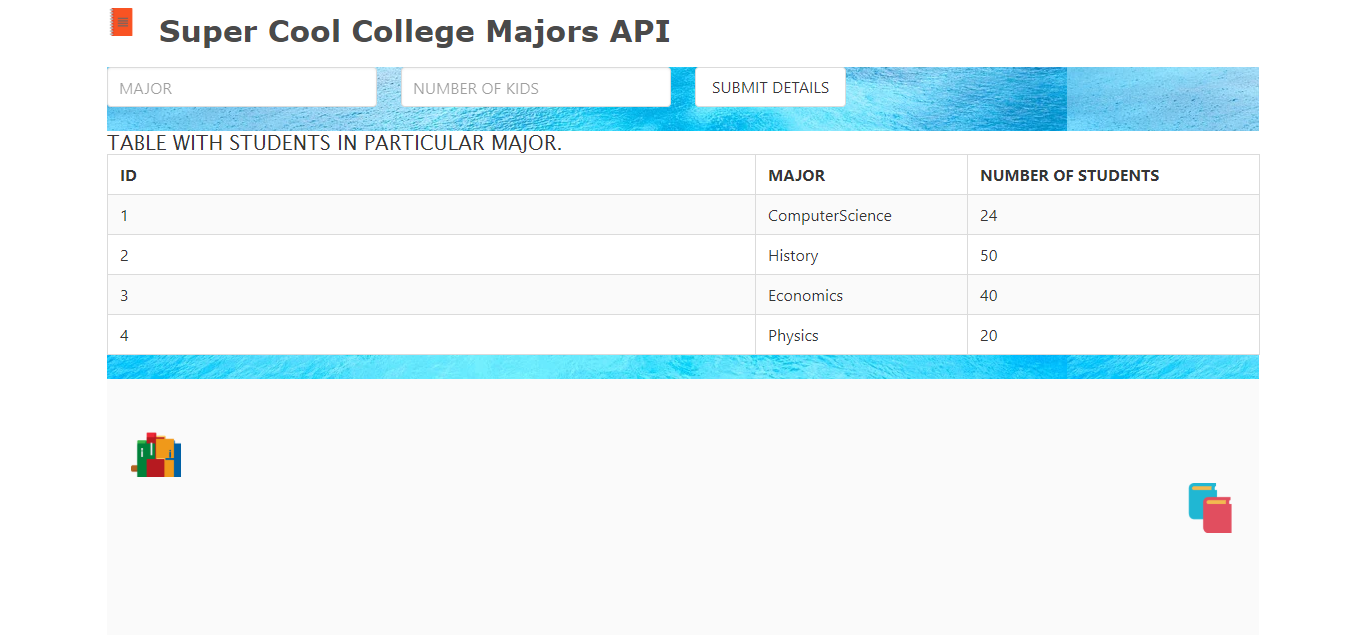 Super Cool College Majors API
MAJOR NUMBER OF KIDS SUBMIT DETAILS
TABLE WITH STUDENTS IN PARTICULAR MAJOR.
ID MAJOR NUMBER OF STUDENTS
1 ComputerScience 24
2 History 50
3 Economics 40
4 Physics 20